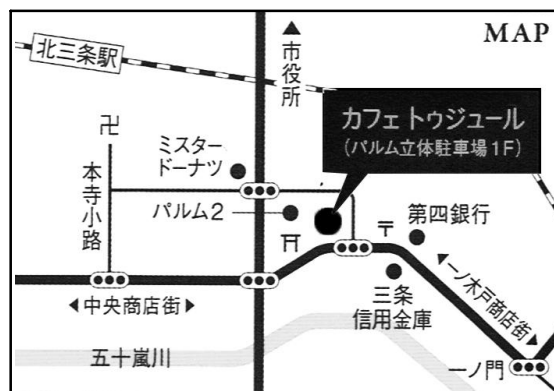 MAP
北三条駅
▲市役所
カフェトゥジュール
(パルム立体駐車場1F)
卍
ミスター
ドーナツ
本寺小路
パルム2
〒
第四銀行
◀中央商店街▶
三条
信用金庫
◀一ノ木戸商店街▶
五十嵐川
一ノ門